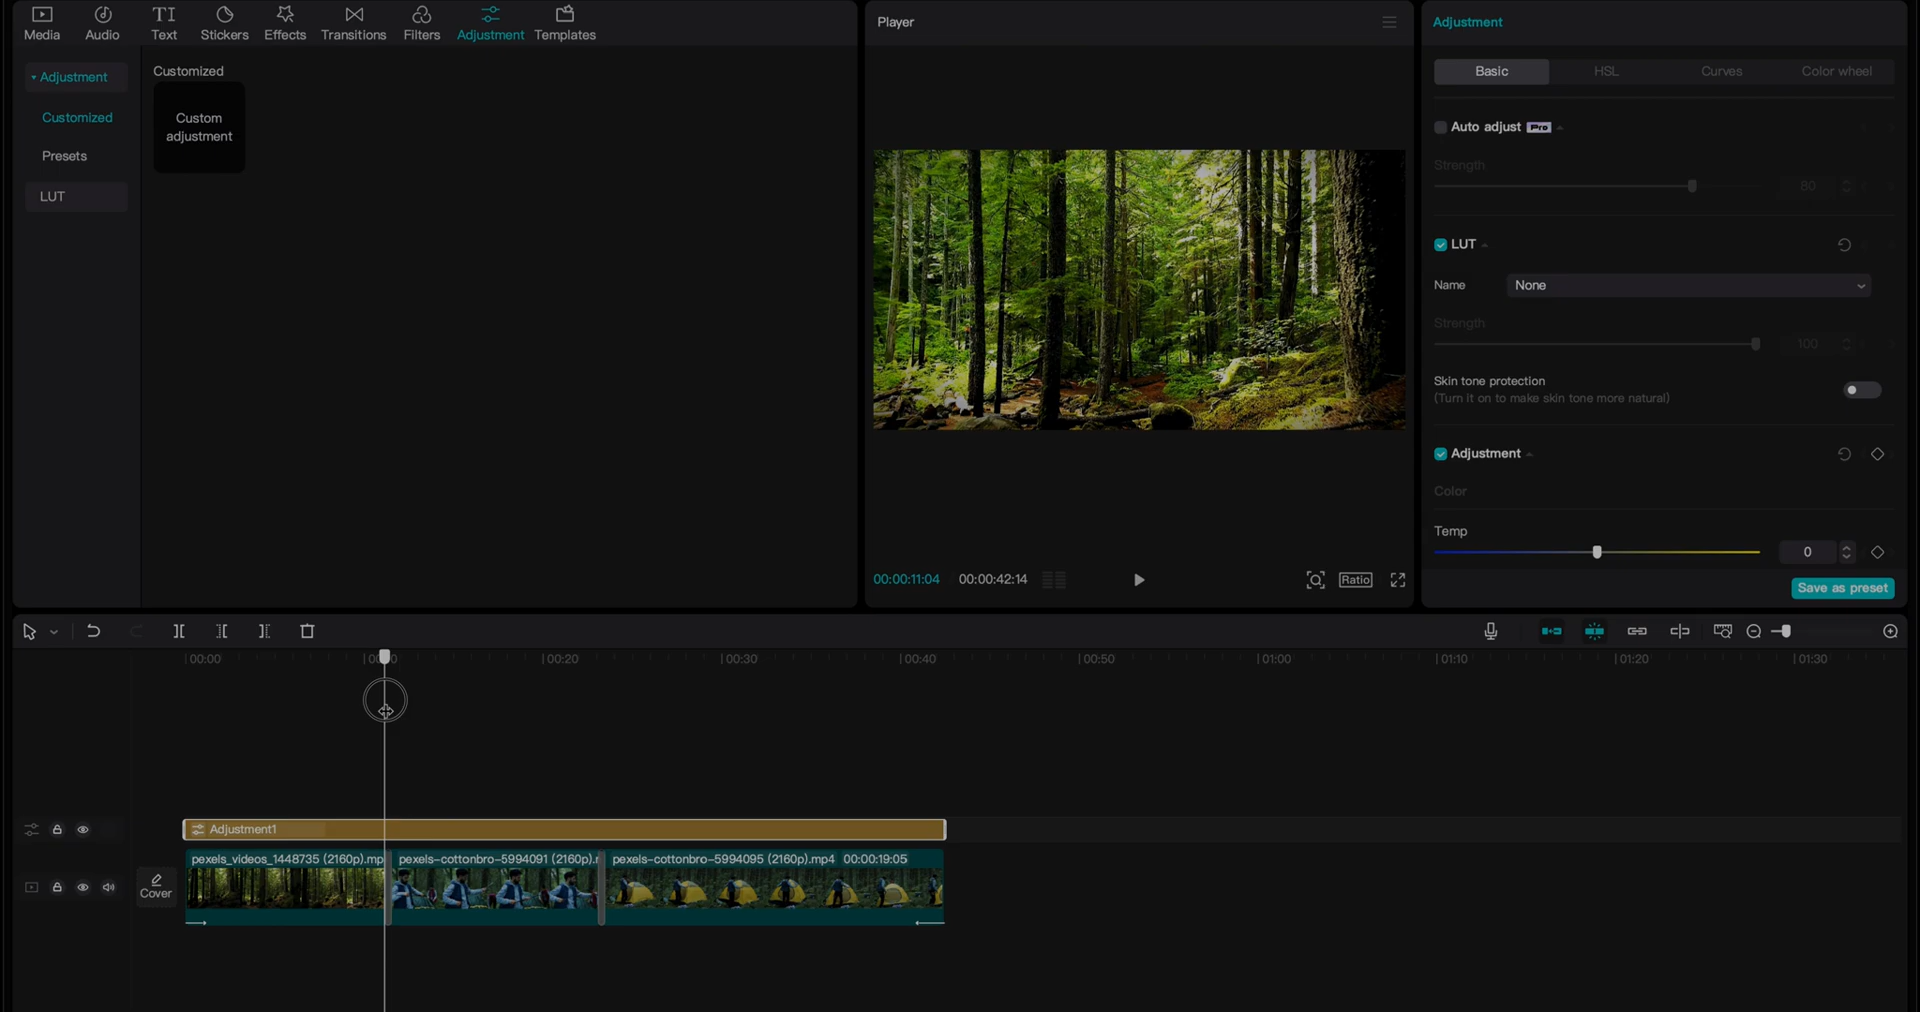 Media
Audio
Text
Stickers
Effects
Transitions
Filters
Adjustment
Templates
Adjustment
Customized
Presets
LUT
Customized
Custom
adjustment
Player
00:00:11:04
00:00:42:14
Ratio
Adjustment
Basic
HSL
Curves
Color wheel
Auto adjust Pro
Strength
80
LUT
Name
None
Strength
100
Skin tone protection
(Turn it on to make skin tone more natural)
Adjustment
Color
Temp
0
Save as preset
00:00
00:20
00:30
00:40
00:50
01:00
01:10
01:20
01:30
Adjustment1
Cover
pexels_videos_1448735 (2160p).mp
pexels-cottonbro-5994091 (2160p).
pexels-cottonbro-5994095 (2160p).mp4 00:00:19:05